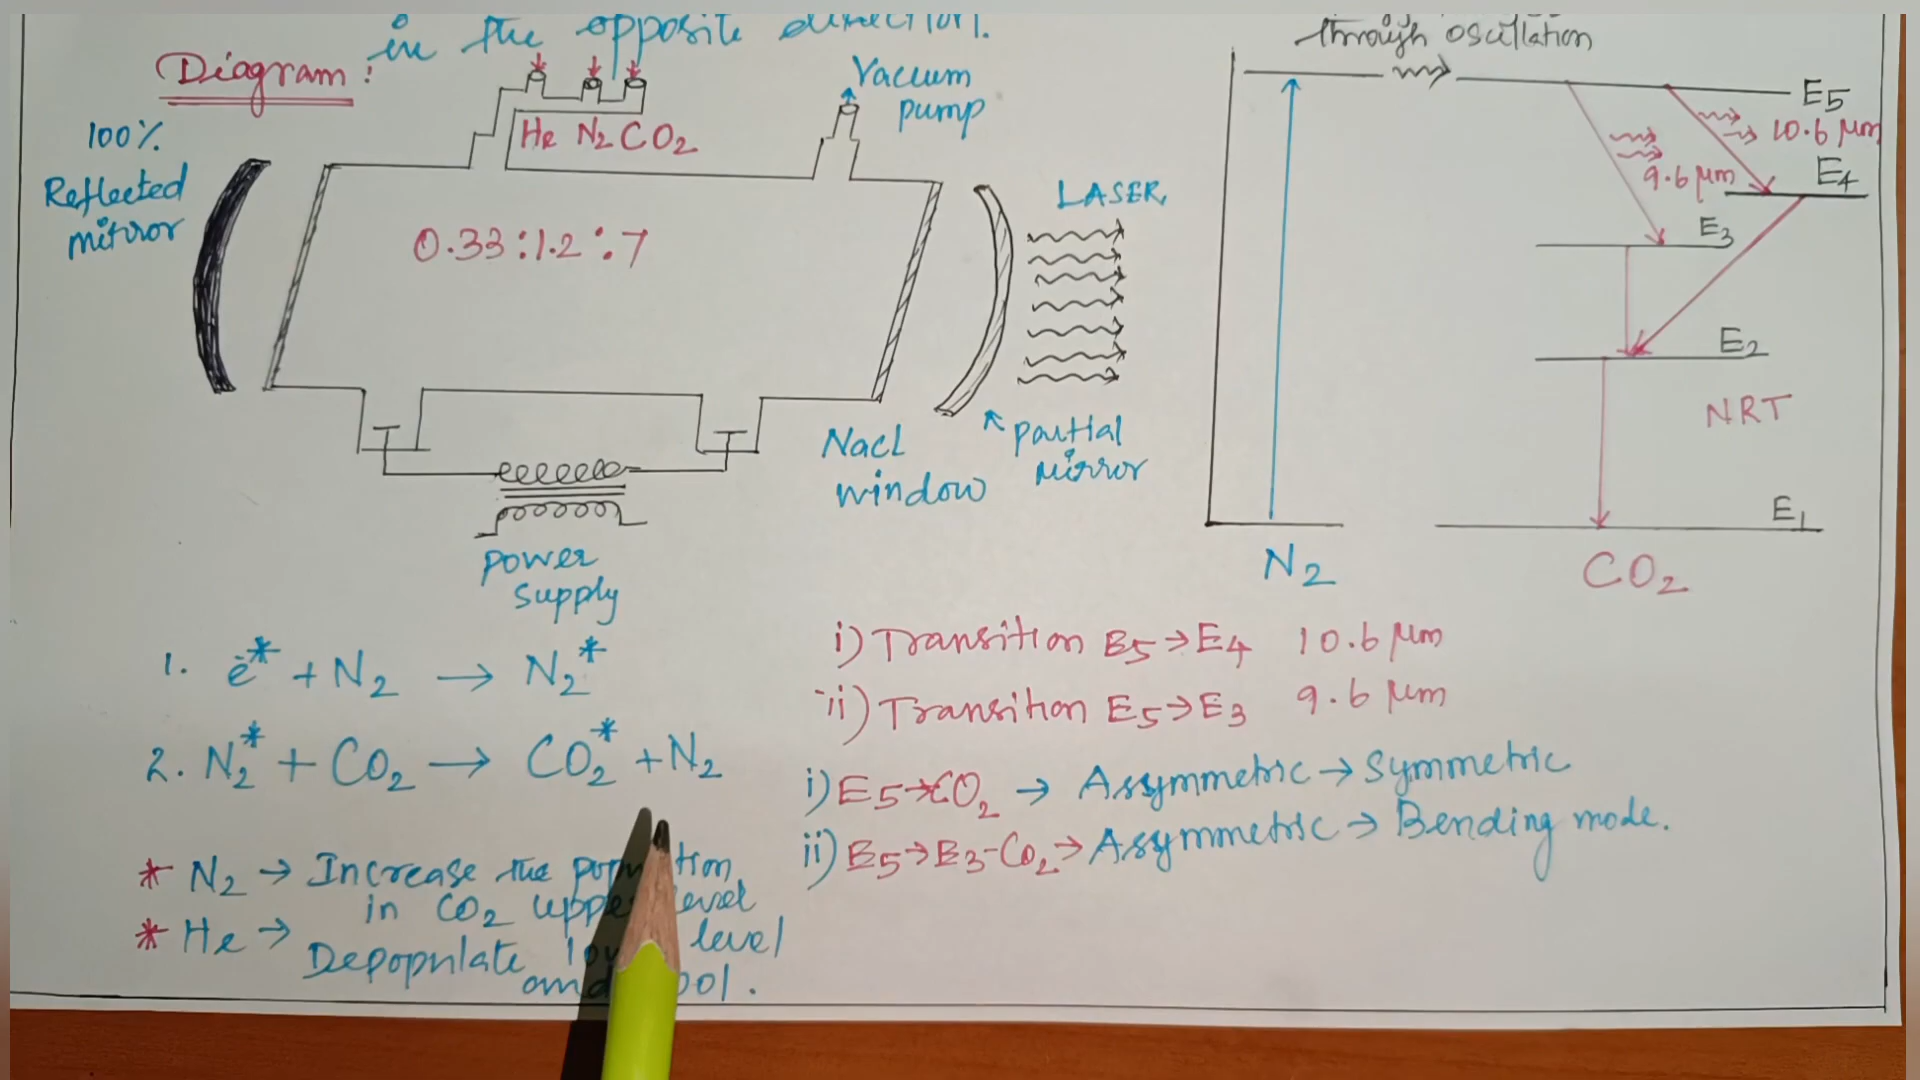 in the opposite direction.
Diagram :
through oscillation
Vacuum
pump
He N2 CO2
100%
Reflected
mirror
0.33 : 1.2 : 7
LASER
NaCl
window
partial
mirror
power
supply
E5
10.6 μm
9.6 μm
E4
E3
E2
NRT
E1
N2
CO2
1. e* + N2 → N2*
2. N2* + CO2 → CO2* + N2
* N2 → Increase the
in CO2 level
* He → Depopulate level
i) Transition E5→E4 10.6 μm
ii) Transition E5→E3 9.6 μm
i) E5→CO2 → Asymmetric → Symmetric
ii) E5→E3-CO2→ Asymmetric → Bending mode.